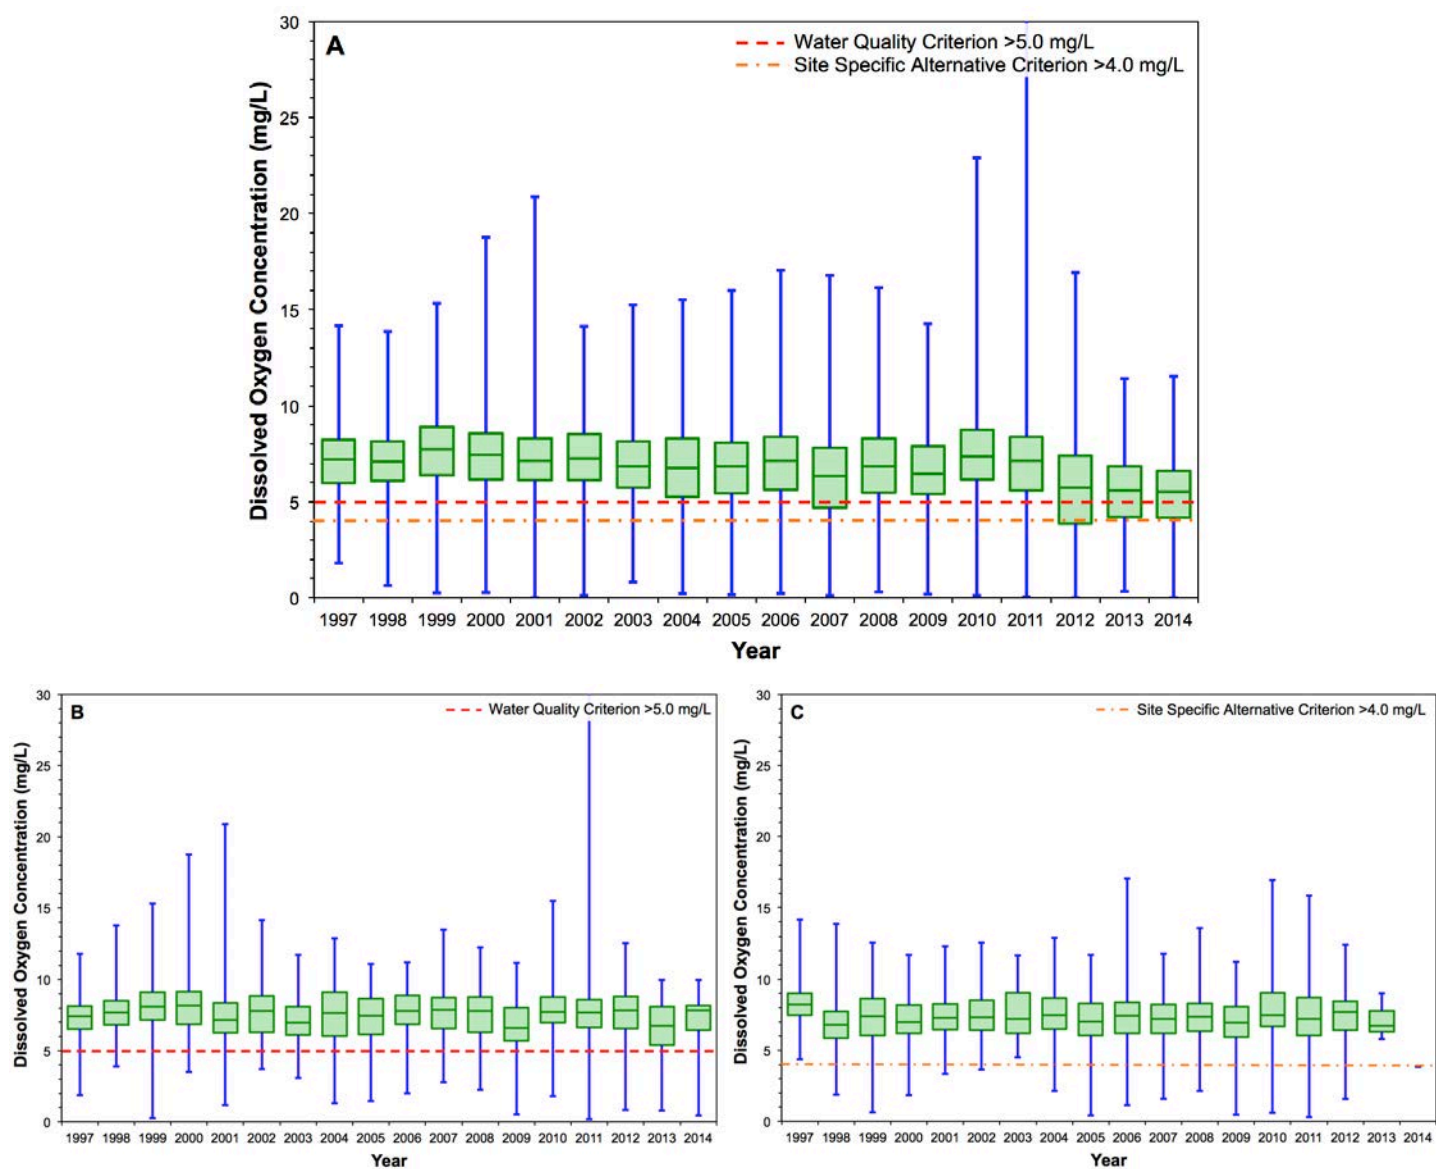 A
Water Quality Criterion >5.0 mg/L
Site Specific Alternative Criterion >4.0 mg/L
Dissolved Oxygen Concentration (mg/L)
30
25
20
15
10
5
0
1997 1998 1999 2000 2001 2002 2003 2004 2005 2006 2007 2008 2009 2010 2011 2012 2013 2014
Year
B
Water Quality Criterion >5.0 mg/L
Dissolved Oxygen Concentration (mg/L)
30
25
20
15
10
5
0
1997 1998 1999 2000 2001 2002 2003 2004 2005 2006 2007 2008 2009 2010 2011 2012 2013 2014
Year
C
Site Specific Alternative Criterion >4.0 mg/L
Dissolved Oxygen Concentration (mg/L)
30
25
20
15
10
5
0
1997 1998 1999 2000 2001 2002 2003 2004 2005 2006 2007 2008 2009 2010 2011 2012 2013 2014
Year